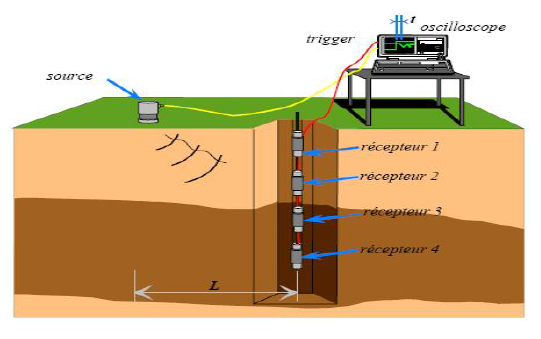 t
oscilloscope
trigger
source
récepteur 1
récepteur 2
récepteur 3
récepteur 4
L